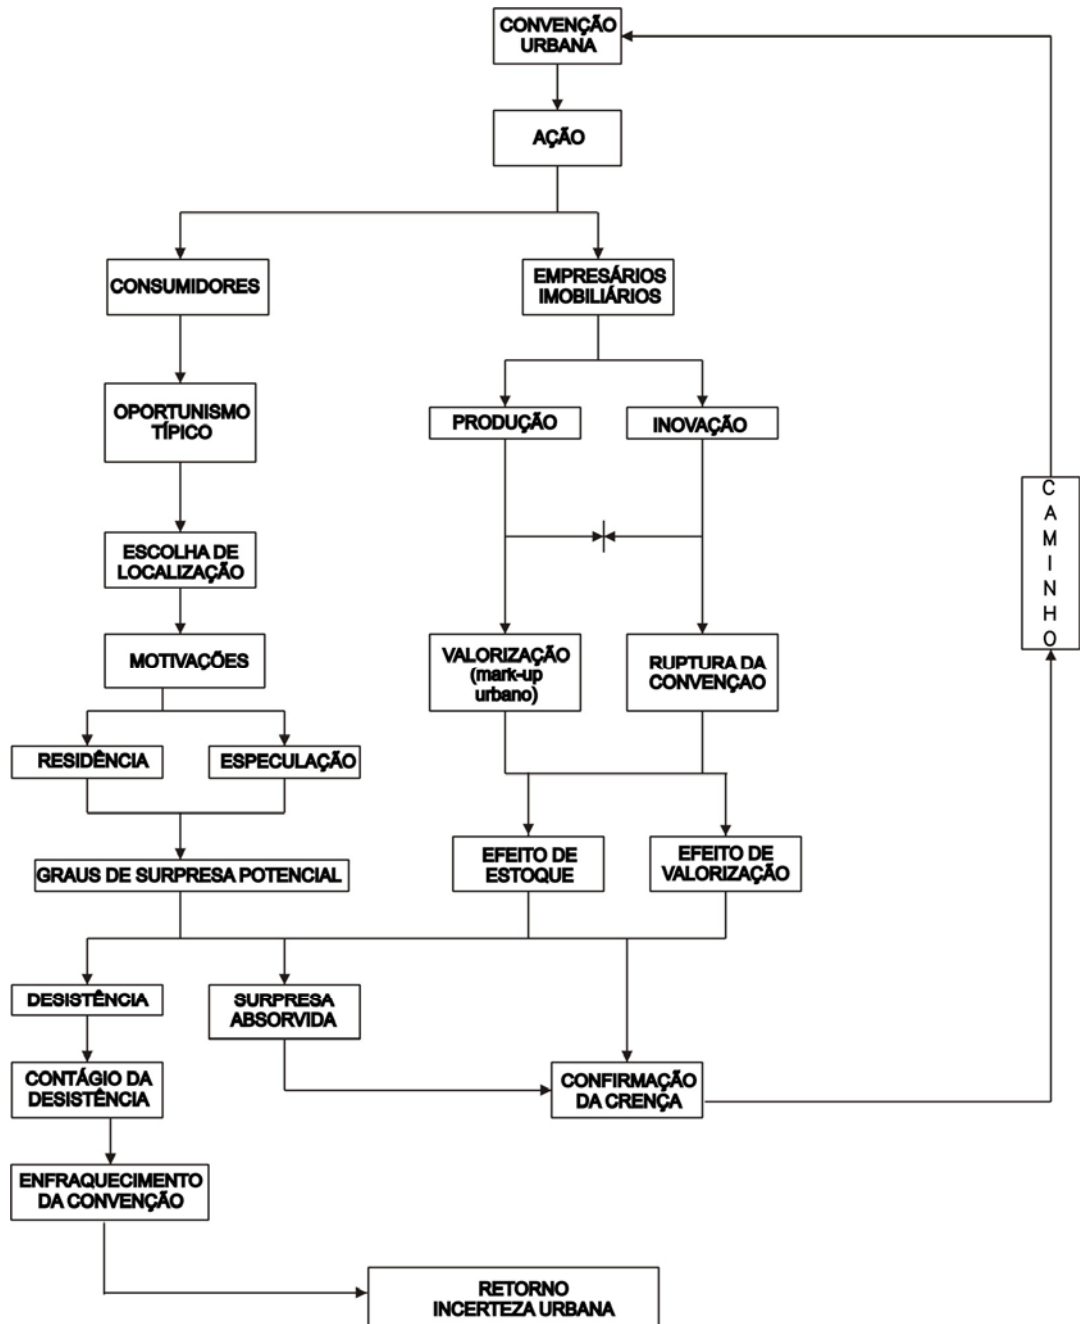 CONVENÇÃO
URBANA
AÇÃO
CONSUMIDORES
EMPRESÁRIOS
IMOBILIÁRIOS
OPORTUNISMO
TÍPICO
PRODUÇÃO
INOVAÇÃO
ESCOLHA DE
LOCALIZAÇÃO
CAMINHO
MOTIVAÇÕES
VALORIZAÇÃO
(mark-up
urbano)
RUPTURA DA
CONVENÇAO
RESIDÊNCIA
ESPECULAÇÃO
GRAUS DE SURPRESA POTENCIAL
EFEITO DE
ESTOQUE
EFEITO DE
VALORIZAÇÃO
DESISTÊNCIA
SURPRESA
ABSORVIDA
CONTÁGIO DA
DESISTÊNCIA
CONFIRMAÇÃO
DA CRENÇA
ENFRAQUECIMENTO
DA CONVENÇÃO
RETORNO
INCERTEZA URBANA